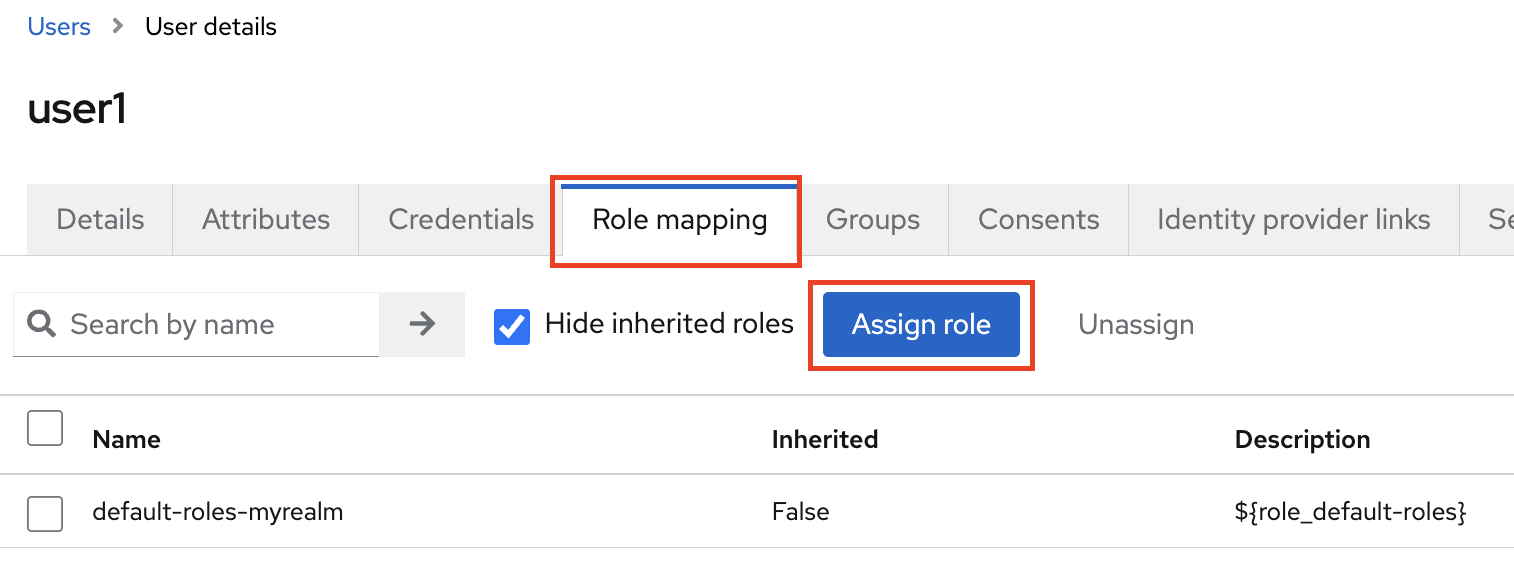 Users > User details
user1
Details Attributes Credentials Role mapping Groups Consents Identity provider links
Search by name Hide inherited roles Assign role Unassign
Name Inherited Description
default-roles-myrealm False ${role_default-roles}